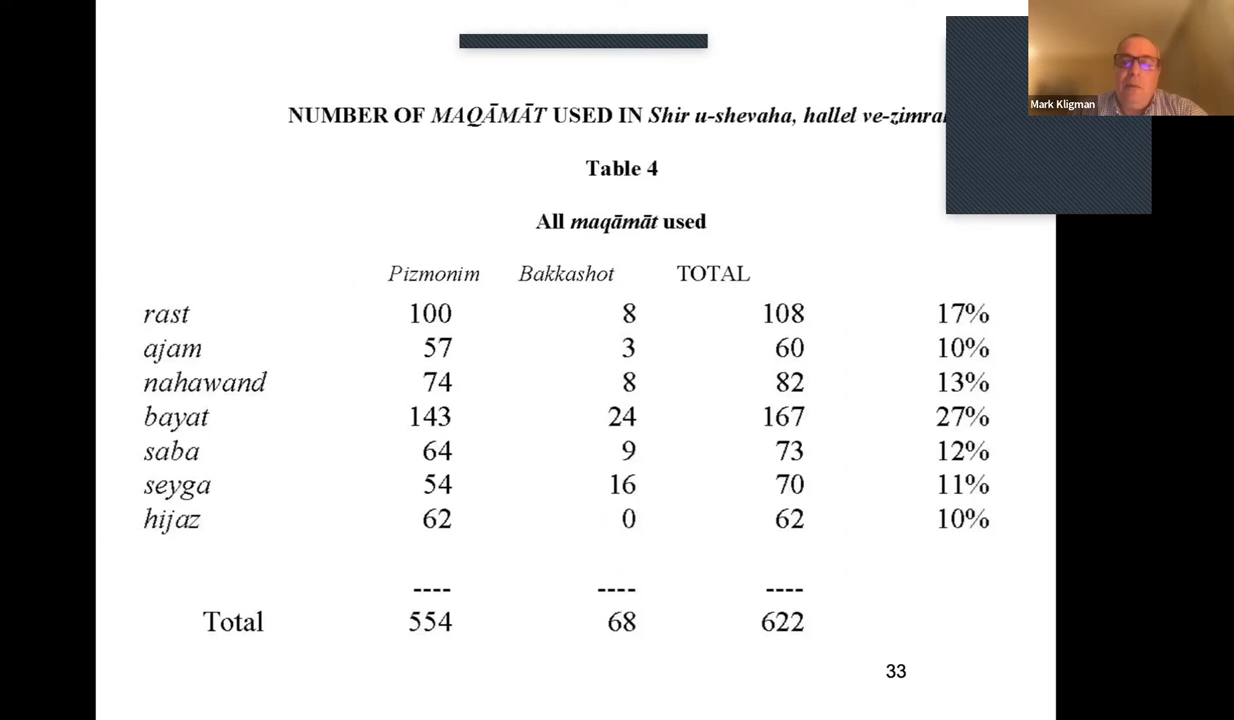 Mark Kligman
NUMBER OF MAQĀMĀT USED IN Shir u-shevaha, hallel ve-zimrah
Table 4
All maqāmāt used
Pizmonim Bakkashot TOTAL
rast 100 8 108 17%
ajam 57 3 60 10%
nahawand 74 8 82 13%
bayat 143 24 167 27%
saba 64 9 73 12%
seyga 54 16 70 11%
hijaz 62 0 62 10%
---- ---- ----
Total 554 68 622
33